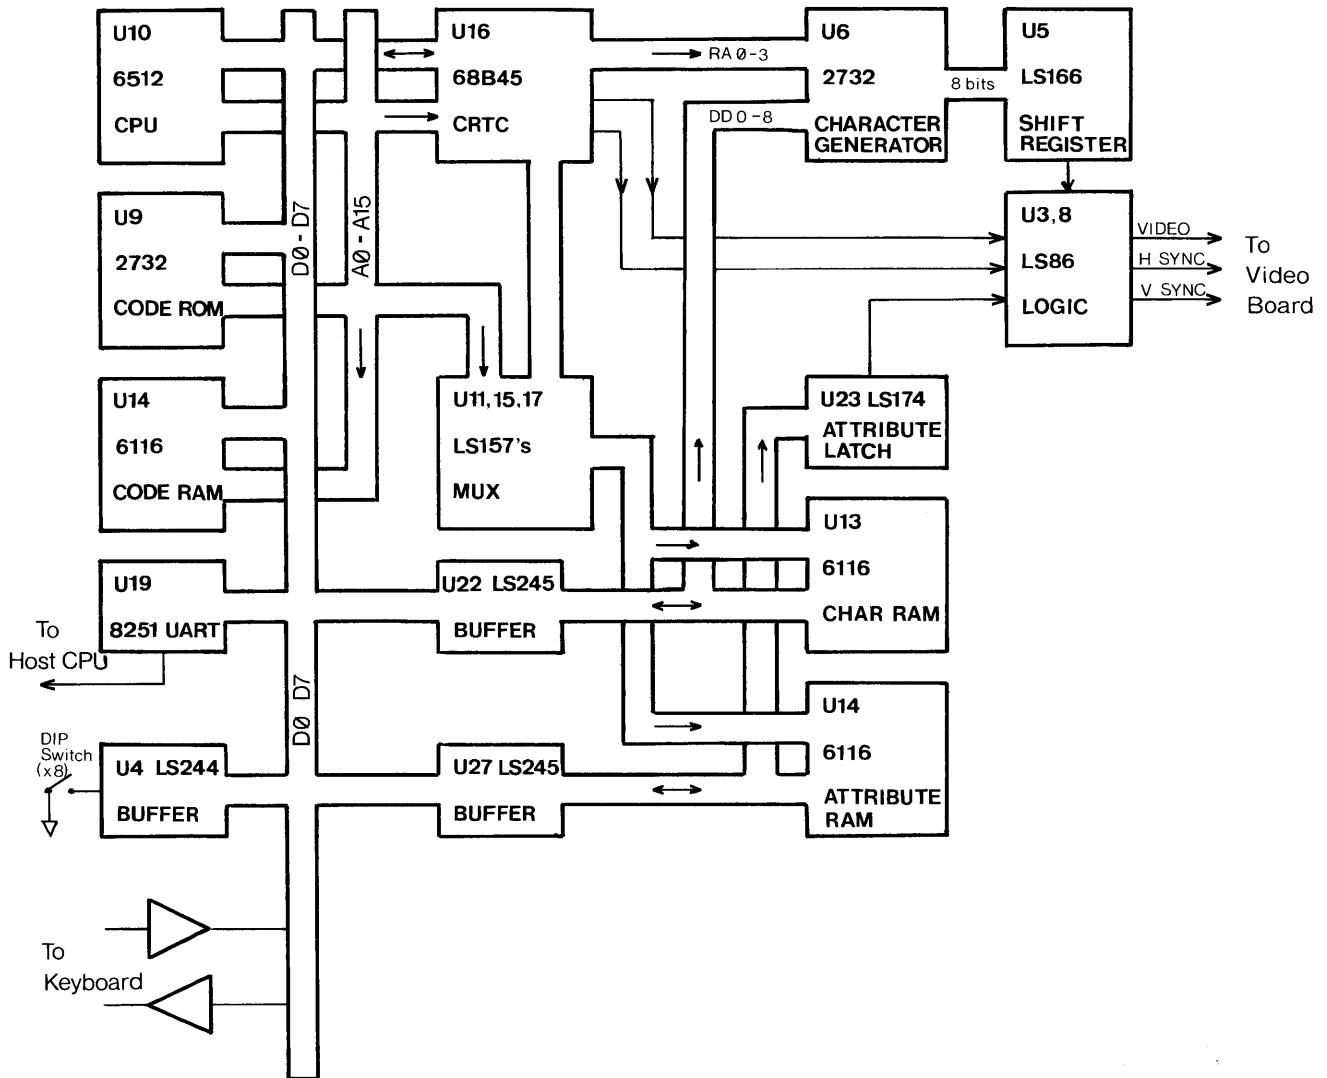 U10
6512
CPU
U16
68B45
CRTC
RA 0-3
DD 0-8
U6
2732
CHARACTER
GENERATOR
8 bits
U5
LS166
SHIFT
REGISTER
U9
2732
CODE ROM
D0-D7
A0-A15
U3,8
LS86
LOGIC
VIDEO
H SYNC
V SYNC
To
Video
Board
U14
6116
CODE RAM
U11,15,17
LS157's
MUX
U23 LS174
ATTRIBUTE
LATCH
U13
6116
CHAR RAM
U19
8251 UART
To
Host CPU
U22 LS245
BUFFER
D0 D7
U14
6116
ATTRIBUTE
RAM
DIP
Switch
(x8)
U4 LS244
BUFFER
U27 LS245
BUFFER
To
Keyboard